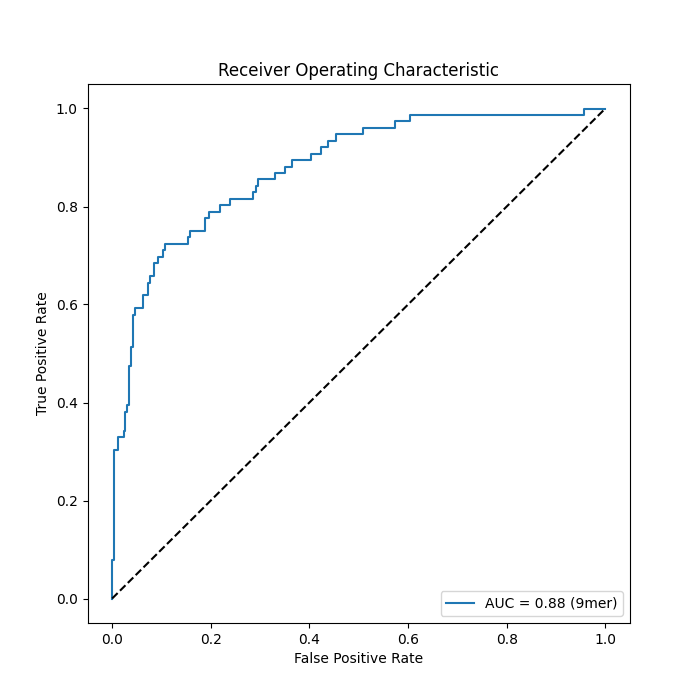 Receiver Operating Characteristic
1.0
0.8
0.6
0.4
0.2
0.0
True Positive Rate
AUC = 0.88 (9mer)
0.0 0.2 0.4 0.6 0.8 1.0
False Positive Rate